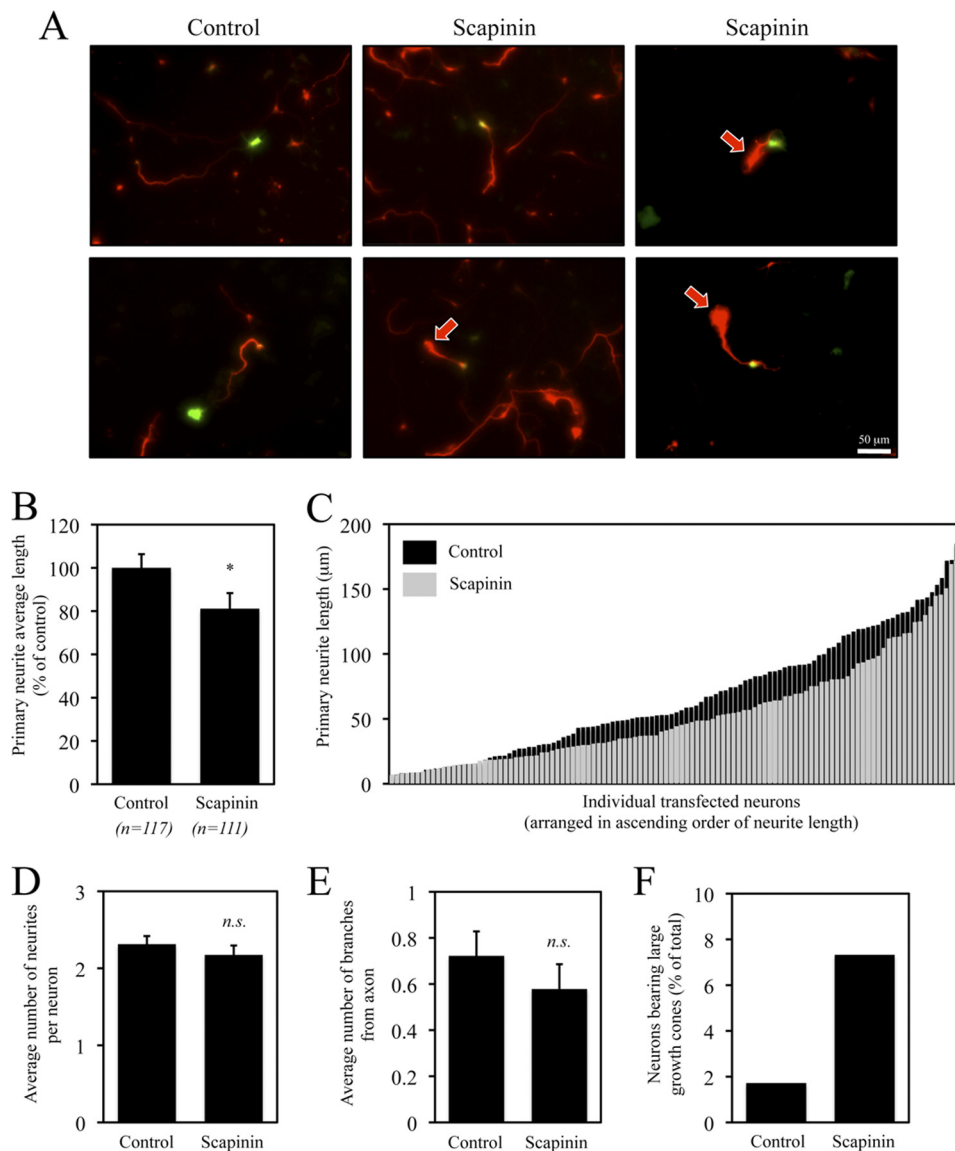 A
Control
Scapinin
Scapinin
50 μm
B
Primary neurite average length
(% of control)
120
100
80
60
40
20
0
*
Control
Scapinin
(n=117)
(n=111)
C
Primary neurite length (μm)
200
150
100
50
0
Control
Scapinin
Individual transfected neurons
(arranged in ascending order of neurite length)
D
Average number of neurites
per neuron
3
2
1
0
n.s.
Control
Scapinin
E
Average number of branches
from axon
1
0.8
0.6
0.4
0.2
0
n.s.
Control
Scapinin
F
Neurons bearing large
growth cones (% of total)
10
8
6
4
2
0
Control
Scapinin